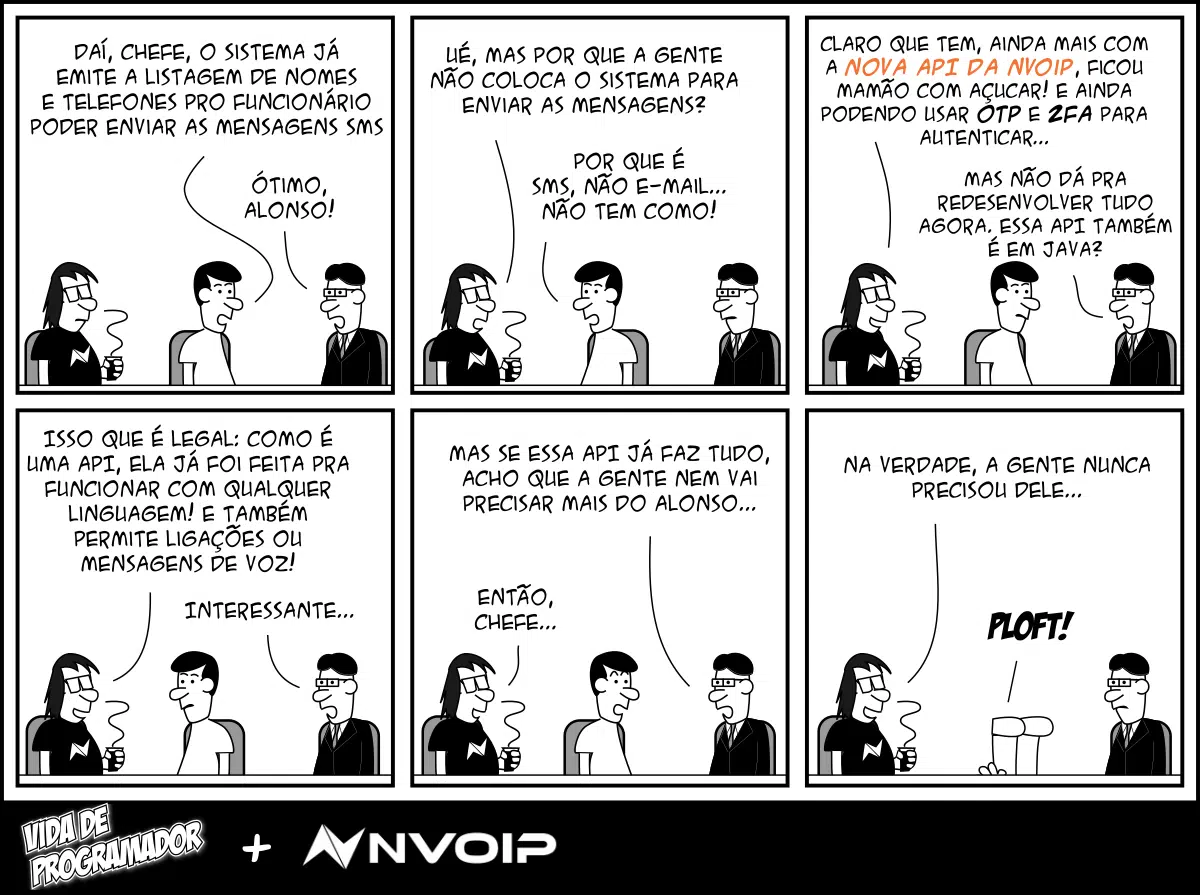 DAÍ, CHEFE, O SISTEMA JÁ
EMITE A LISTAGEM DE NOMES
E TELEFONES PRO FUNCIONÁRIO
PODER ENVIAR AS MENSAGENS SMS
ÓTIMO,
ALONSO!
UÉ, MAS POR QUE A GENTE
NÃO COLOCA O SISTEMA PARA
ENVIAR AS MENSAGENS?
POR QUE É
SMS, NÃO E-MAIL...
NÃO TEM COMO!
CLARO QUE TEM, AINDA MAIS COM
A NOVA API DA NVOIP, FICOU
MAMÃO COM AÇUCAR! E AINDA
PODENDO USAR OTP E 2FA PARA
AUTENTICAR...
MAS NÃO DÁ PRA
REDESENVOLVER TUDO
AGORA. ESSA API TAMBÉM
É EM JAVA?
ISSO QUE É LEGAL: COMO É
UMA API, ELA JÁ FOI FEITA PRA
FUNCIONAR COM QUALQUER
LINGUAGEM! E TAMBÉM
PERMITE LIGAÇÕES OU
MENSAGENS DE VOZ!
INTERESSANTE...
MAS SE ESSA API JÁ FAZ TUDO,
ACHO QUE A GENTE NEM VAI
PRECISAR MAIS DO ALONSO...
ENTÃO,
CHEFE...
NA VERDADE, A GENTE NUNCA
PRECISOU DELE...
PLOFT!
VIDA DE
PROGRAMADOR
+ NVOIP